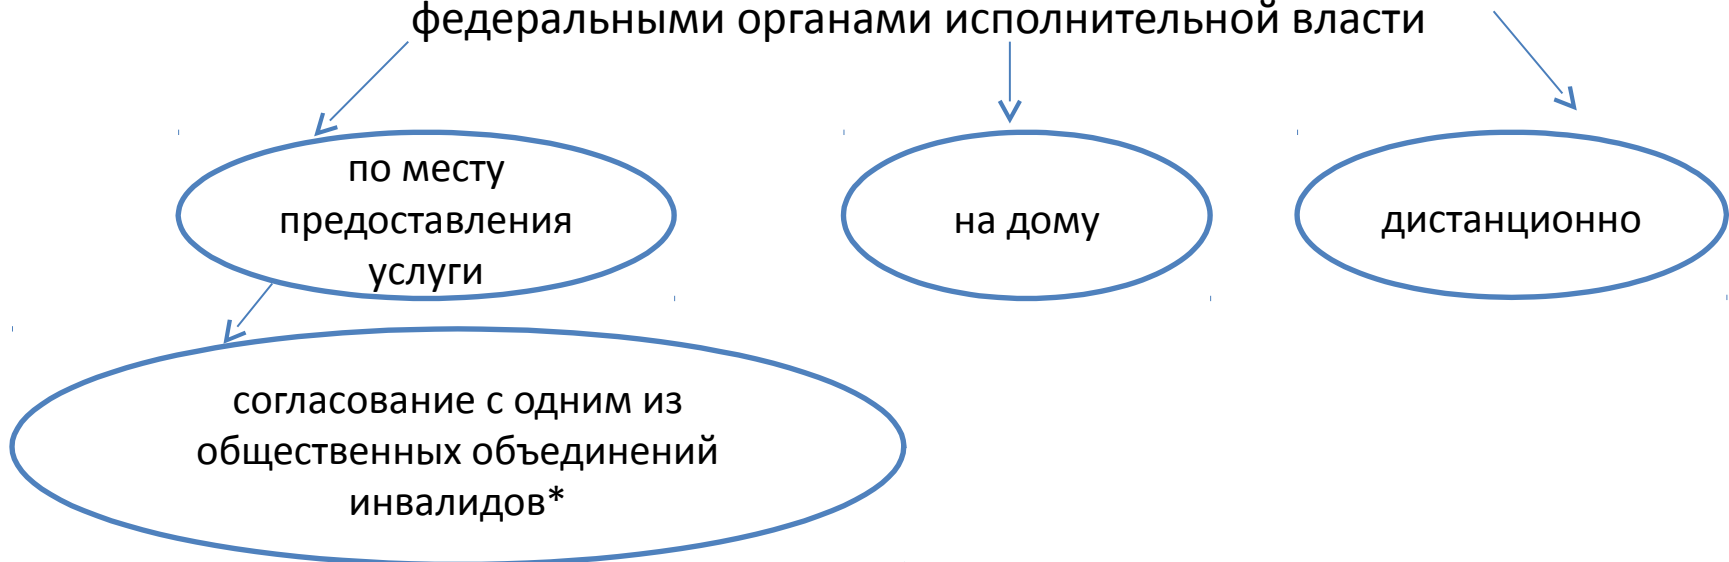 федеральными органами исполнительной власти
по месту
предоставления
услуги
на дому
дистанционно
согласование с одним из
общественных объединений
инвалидов*